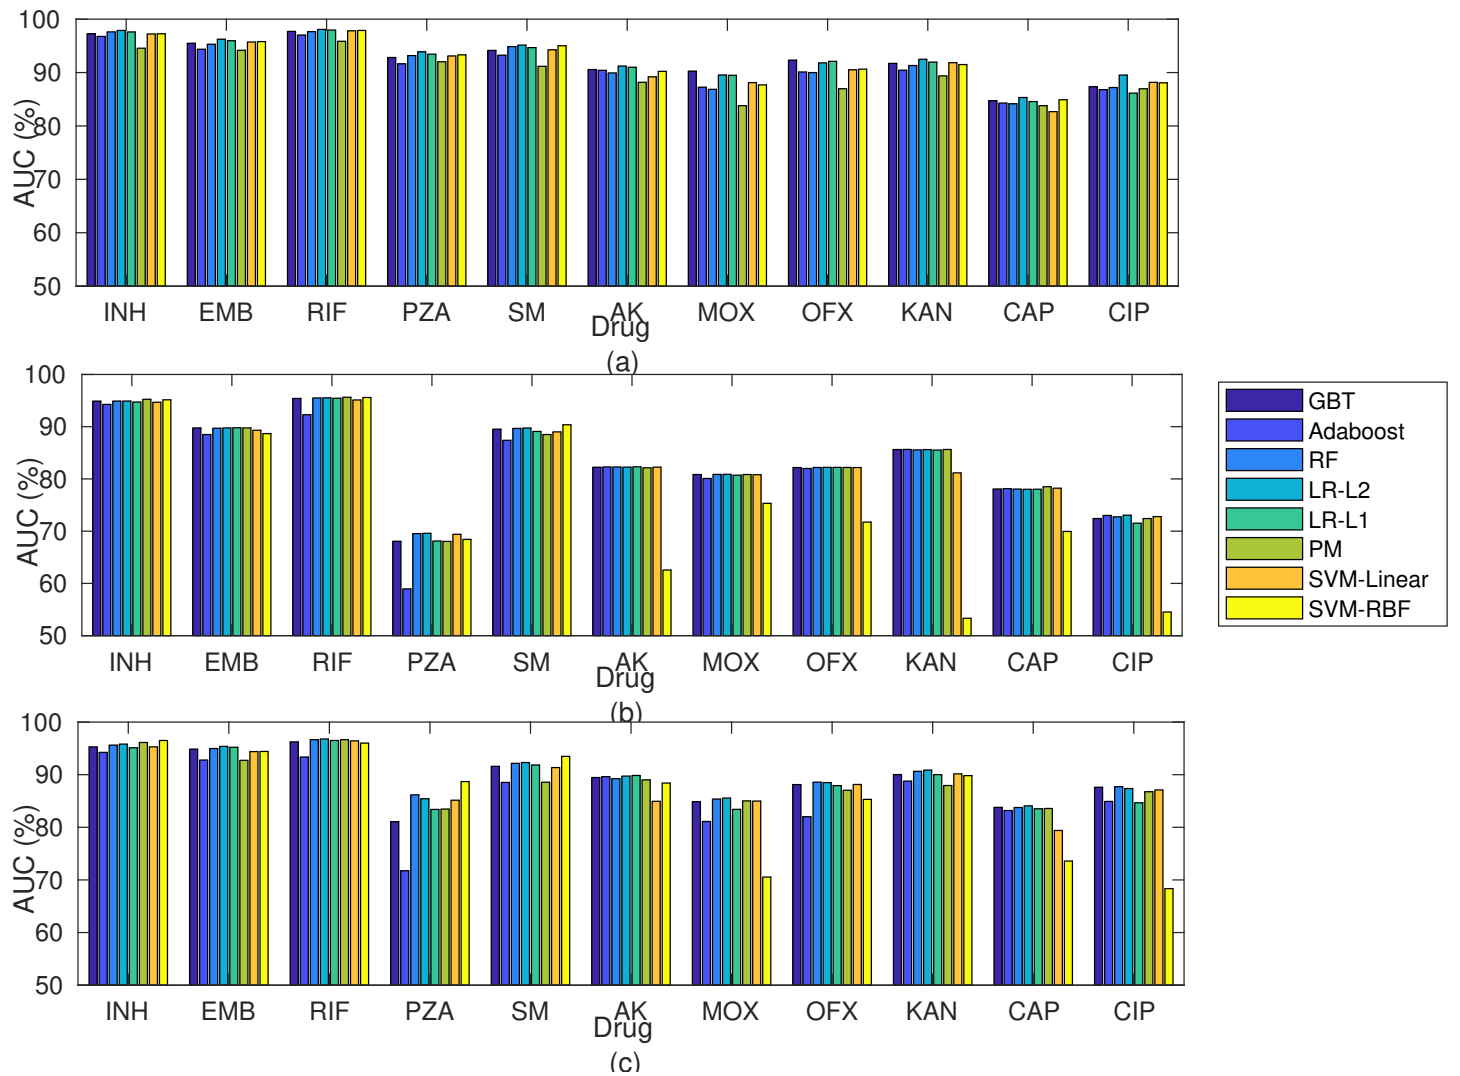 100
90
80
70
60
50
AUC (%)
INH EMB RIF PZA SM AK MOX OFX KAN CAP CIP
Drug
(a)
100
90
80
70
60
50
AUC (%)
INH EMB RIF PZA SM AK MOX OFX KAN CAP CIP
Drug
(b)
GBT
Adaboost
RF
LR-L2
LR-L1
PM
SVM-Linear
SVM-RBF
100
90
80
70
60
50
AUC (%)
INH EMB RIF PZA SM AK MOX OFX KAN CAP CIP
Drug
(c)